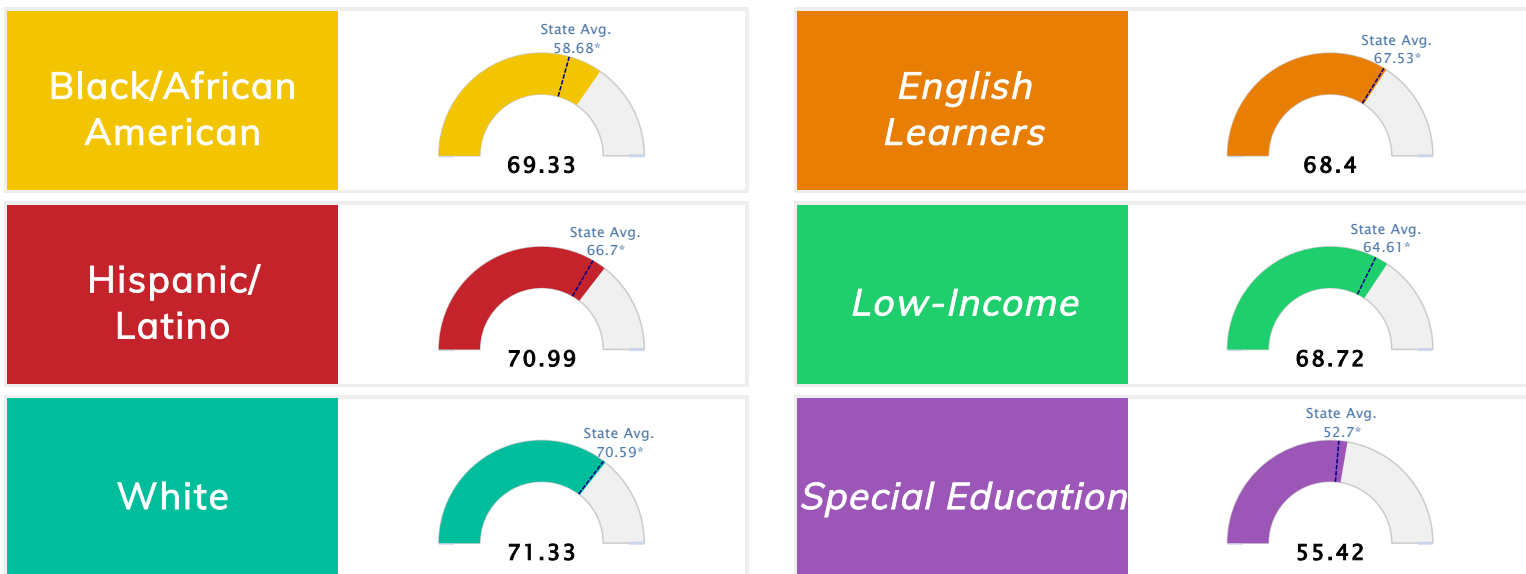 Black/African
American
State Avg.
58.68*
69.33
English
Learners
State Avg.
67.53*
68.4
Hispanic/
Latino
State Avg.
66.7*
70.99
Low-Income
State Avg.
64.61*
68.72
White
State Avg.
70.59*
71.33
Special Education
State Avg.
52.7*
55.42